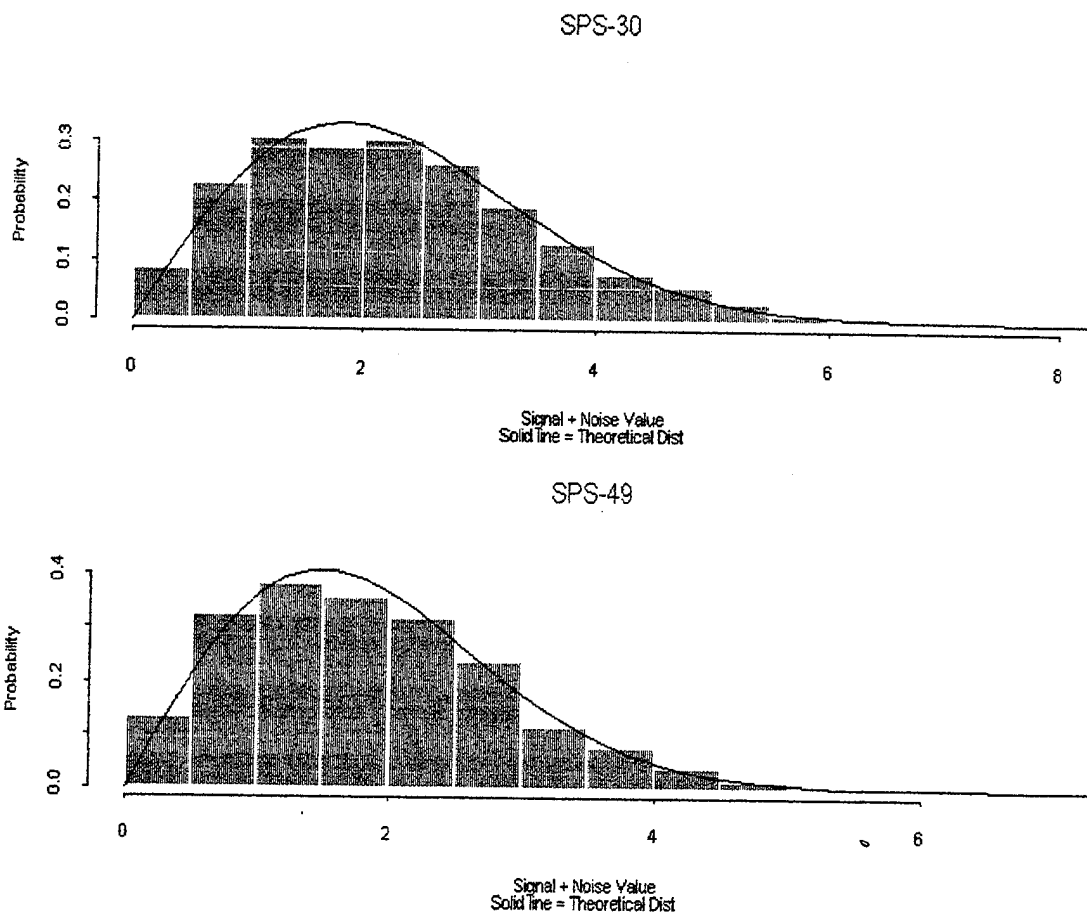 SPS-30
Probability
0.0 0.1 0.2 0.3
0 2 4 6 8
Signal + Noise Value
Solid line = Theoretical Dist
SPS-49
Probability
0.0 0.2 0.4
0 2 4 6
Signal + Noise Value
Solid line = Theoretical Dist